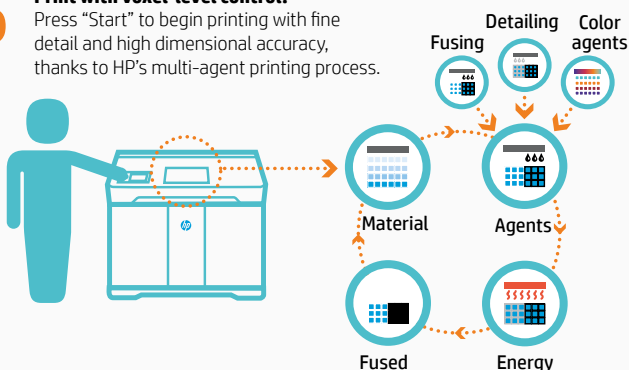 Print with voxel-level control.
Press “Start” to begin printing with fine
detail and high dimensional accuracy,
thanks to HP’s multi-agent printing process.
Fusing
Detailing
Color
agents
hp
Material
Agents
Fused
Energy